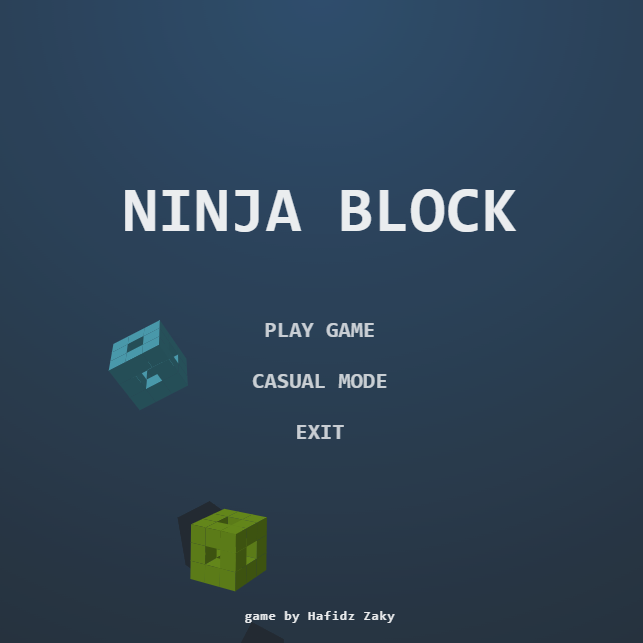 NINJA BLOCK
PLAY GAME
CASUAL MODE
EXIT
game by Hafidz Zaky